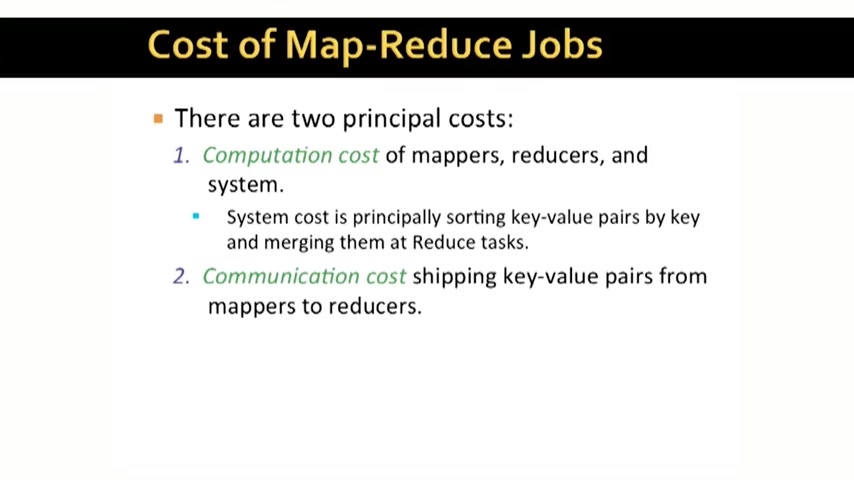 Cost of Map-Reduce Jobs
There are two principal costs:
1. Computation cost of mappers, reducers, and
system.
System cost is principally sorting key-value pairs by key
and merging them at Reduce tasks.
2. Communication cost shipping key-value pairs from
mappers to reducers.